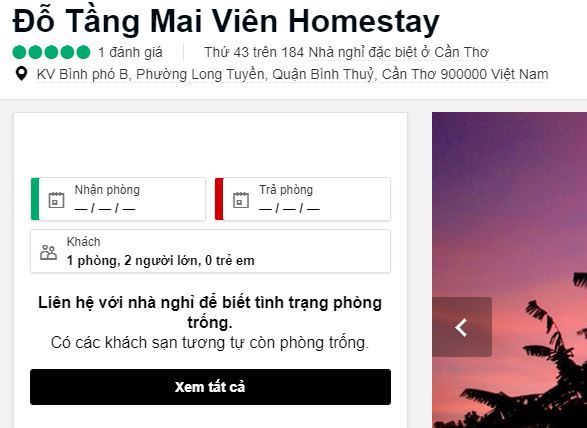 Đỗ Tầng Mai Viên Homestay
1 đánh giá Thứ 43 trên 184 Nhà nghỉ đặc biệt ở Cần Thơ
KV Bình phó B, Phường Long Tuyền, Quận Bình Thuỷ, Cần Thơ 900000 Việt Nam
Nhận phòng Trả phòng
— / — / — — / — / —
Khách
1 phòng, 2 người lớn, 0 trẻ em
Liên hệ với nhà nghỉ để biết tình trạng phòng
trống.
Có các khách sạn tương tự còn phòng trống.
Xem tất cả